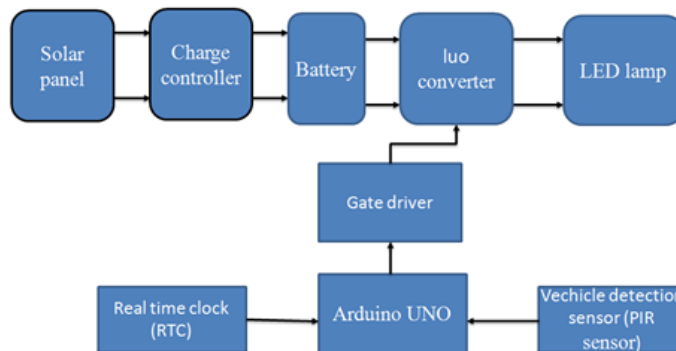 Solar
panel
Charge
controller
Battery
luo
converter
LED lamp
Gate driver
Real time clock
(RTC)
Arduino UNO
Vechicle detection
sensor (PIR
sensor)